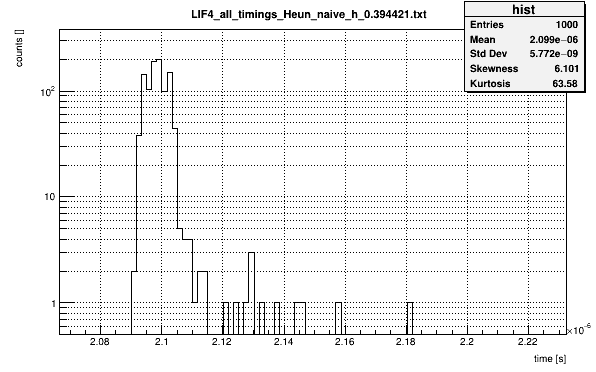 LIF4_all_timings_Heun_naive_h_0.394421.txt
hist
Entries 1000
Mean 2.099e−06
Std Dev 5.772e−09
Skewness 6.101
Kurtosis 63.58
counts []
10²
10
1
2.08 2.1 2.12 2.14 2.16 2.18 2.2 2.22
×10⁻⁶
time [s]